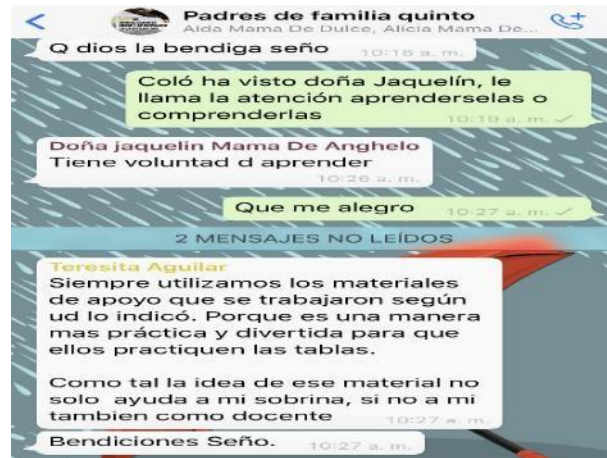 Padres de familia quinto
Aida Mama De Dulce, Alicia Mama De...
Q dios la bendiga seño 10:16 a. m.
Coló ha visto doña Jaquelín, le
llama la atención aprenderselas o
comprenderlas 10:19 a. m.
Doña jaquelin Mama De Anghelo
Tiene voluntad d aprender
10:26 a. m.
Que me alegro 10:27 a. m.
2 MENSAJES NO LEÍDOS
Teresita Aguilar
Siempre utilizamos los materiales
de apoyo que se trabajaron según
ud lo indicó. Porque es una manera
mas práctica y divertida para que
ellos practiquen las tablas.
Como tal la idea de ese material no
solo ayuda a mi sobrina, si no a mi
tambien como docente 10:27 a. m.
Bendiciones Seño. 10:27 a. m.